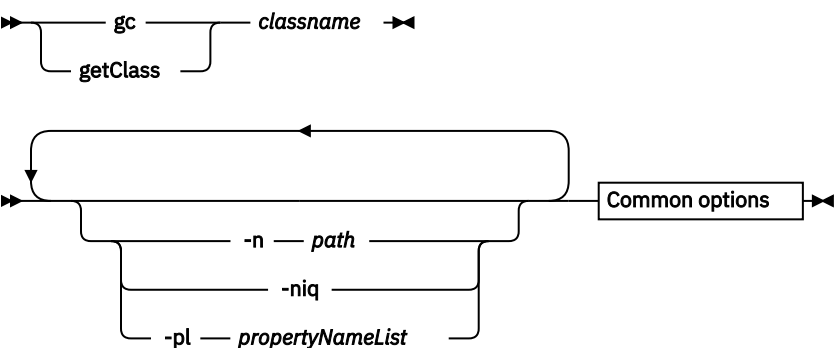 gc classname
getClass
Common options
-n path
-niq
-pl propertyNameList